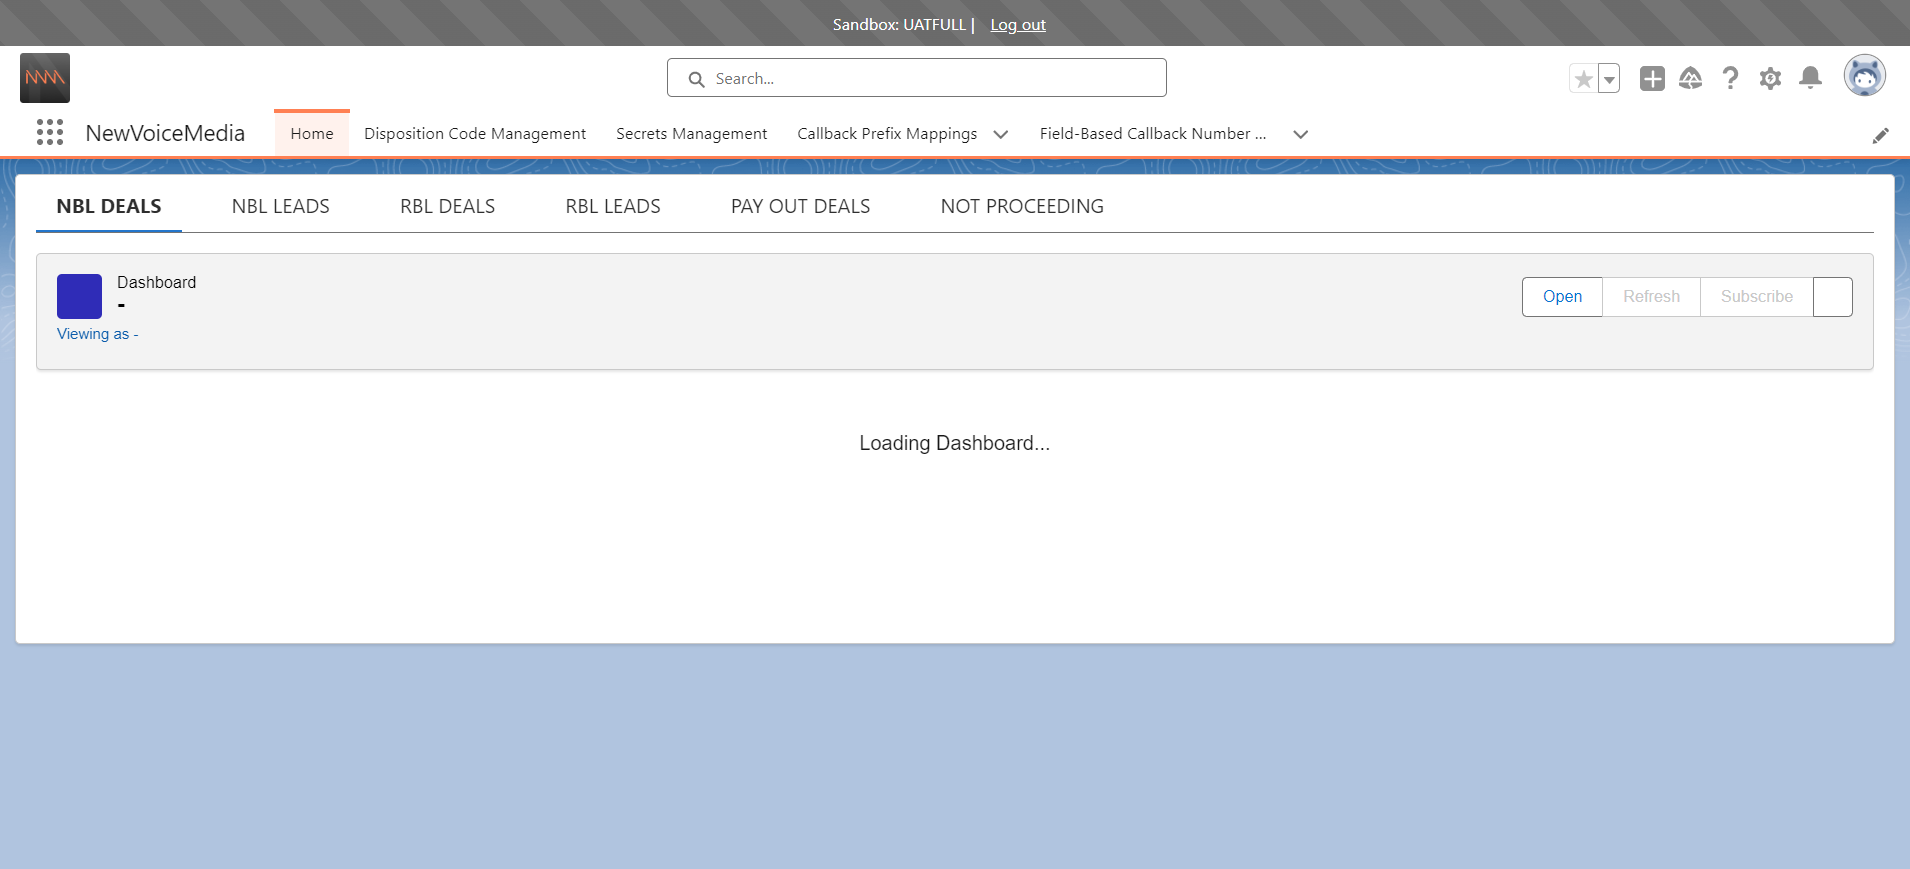 Sandbox: UATFULL | Log out
Search...
NewVoiceMedia
Home
Disposition Code Management
Secrets Management
Callback Prefix Mappings
Field-Based Callback Number ...
NBL DEALS
NBL LEADS
RBL DEALS
RBL LEADS
PAY OUT DEALS
NOT PROCEEDING
Dashboard
-
Viewing as -
Open
Refresh
Subscribe
Loading Dashboard...